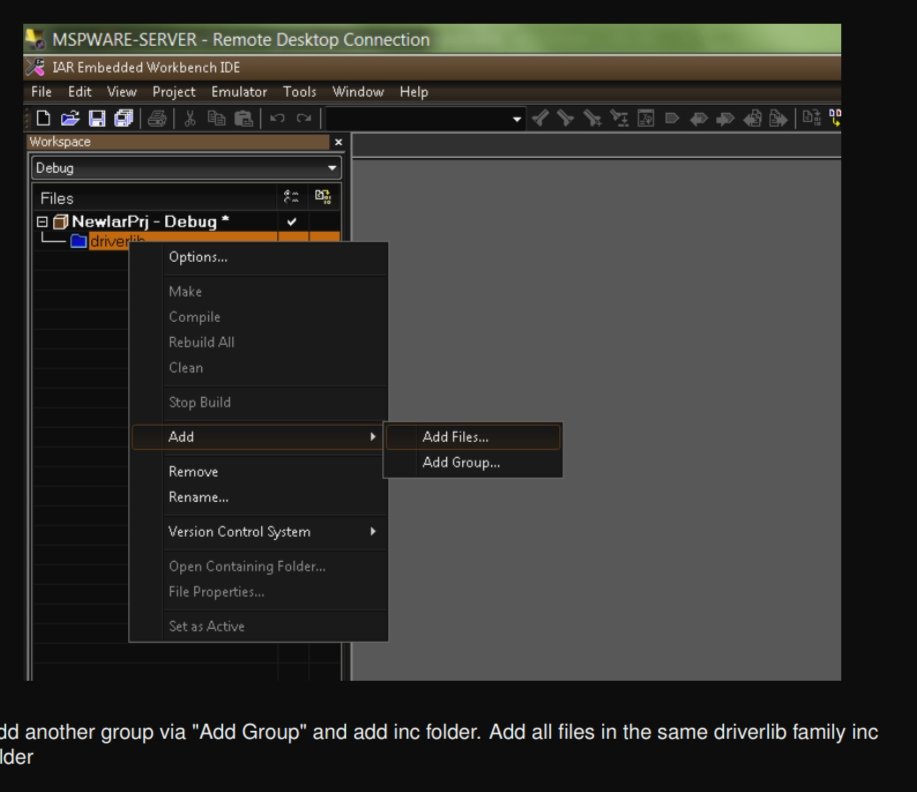 MSPWARE-SERVER - Remote Desktop Connection
IAR Embedded Workbench IDE
File Edit View Project Emulator Tools Window Help
Workspace
Debug
Files
NewIarPrj - Debug *
driverlib
Options...
Make
Compile
Rebuild All
Clean
Stop Build
Add
Add Files...
Add Group...
Remove
Rename...
Version Control System
Open Containing Folder...
File Properties...
Set as Active
dd another group via "Add Group" and add inc folder. Add all files in the same driverlib family inc
lder